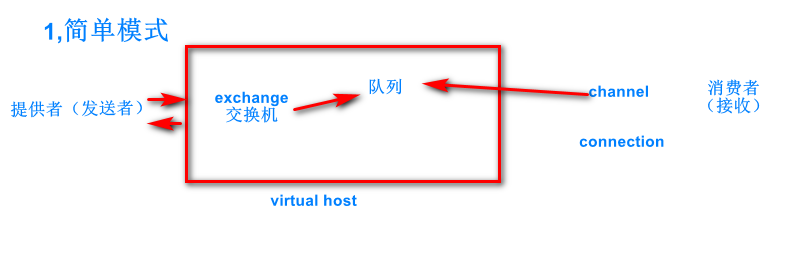 1,简单模式
提供者（发送者）
exchange
交换机
队列
channel
connection
消费者
（接收）
virtual host